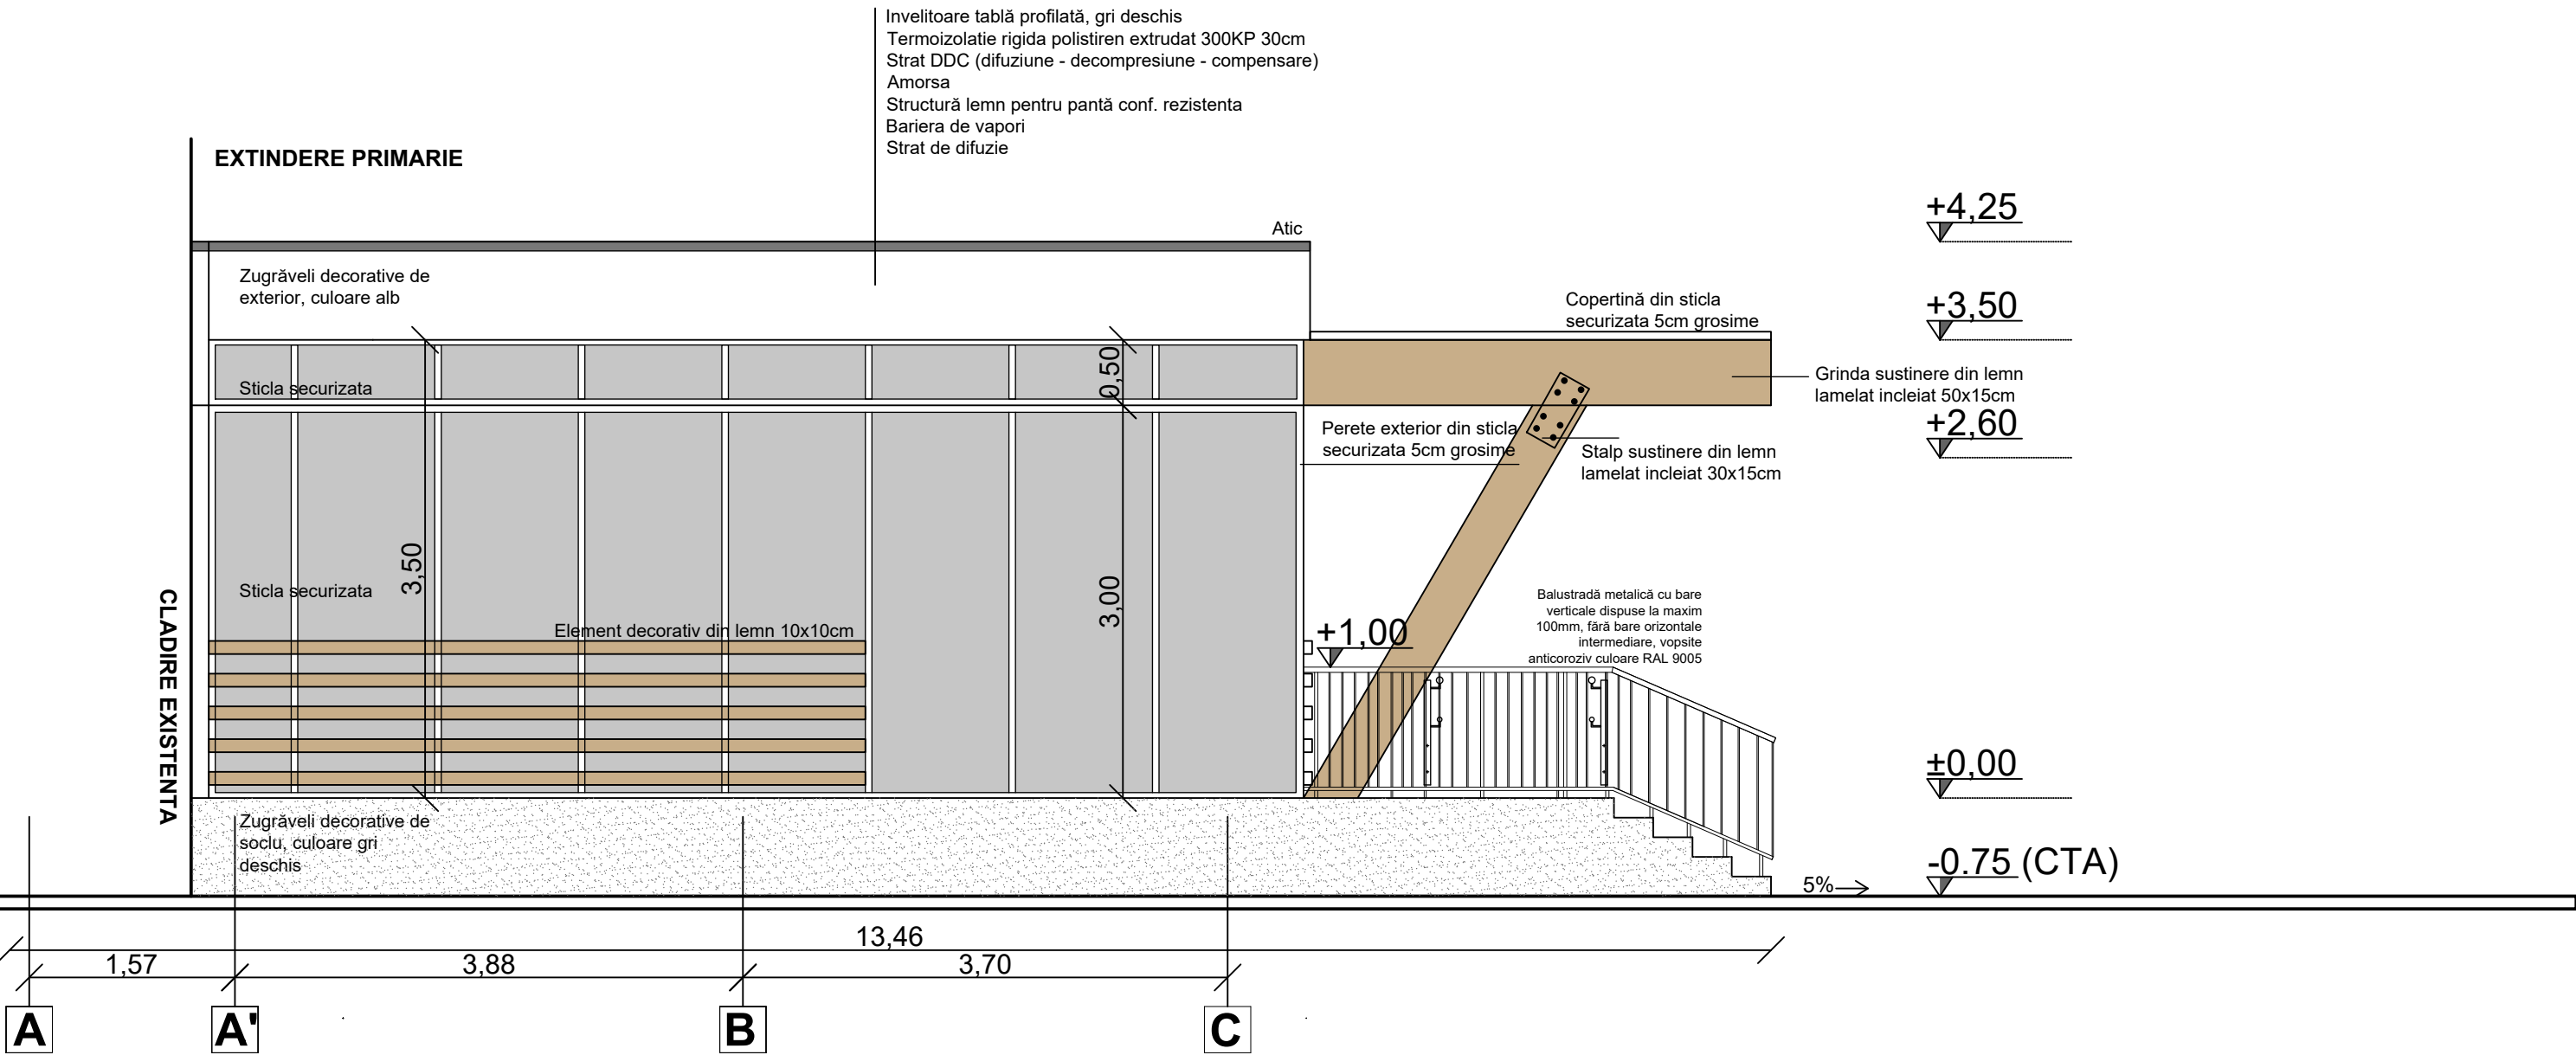 Invelitoare tablă profilată, gri deschis
Termoizolatie rigida polistiren extrudat 300KP 30cm
Strat DDC (difuziune - decompresiune - compensare)
Amorsa
Structură lemn pentru pantă conf. rezistenta
Bariera de vapori
Strat de difuzie
EXTINDERE PRIMARIE
+4,25
Atic
Zugrăveli decorative de
exterior, culoare alb
Copertină din sticla
securizata 5cm grosime
+3,50
0,50
Sticla securizata
Grinda sustinere din lemn
lamelat incleiat 50x15cm
+2,60
Perete exterior din sticla
securizata 5cm grosime
Stalp sustinere din lemn
lamelat incleiat 30x15cm
3,50
3,00
Sticla securizata
Element decorativ din lemn 10x10cm
+1,00
Balustradă metalică cu bare
verticale dispuse la maxim
100mm, fără bare orizontale
intermediare, vopsite
anticoroziv culoare RAL 9005
CLADIRE EXISTENTA
±0,00
Zugrăveli decorative de
soclu, culoare gri
deschis
-0.75 (CTA)
5%
13,46
1,57
3,88
3,70
A
A'
B
C